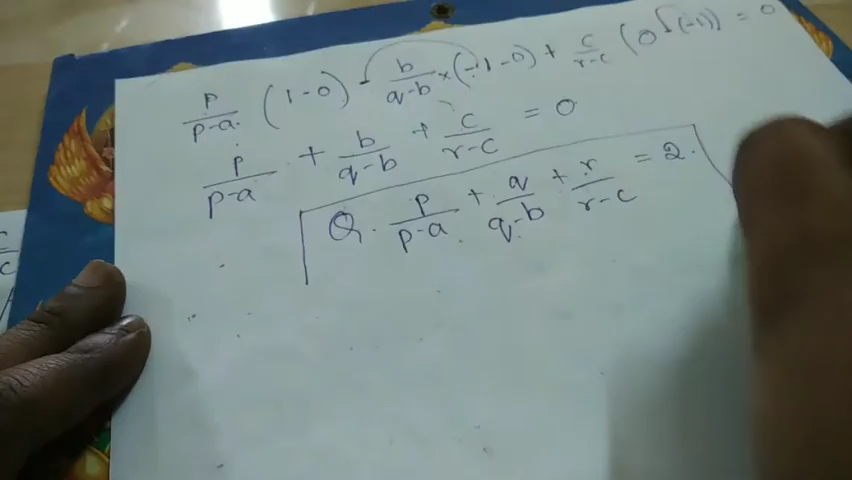 p/(p-a) (1-0) - b/(q-b) × (-1-0) + c/(r-c) (0-(-1)) = 0
p/(p-a) + b/(q-b) + c/(r-c) = 0
Q. p/(p-a) + q/(q-b) + r/(r-c) = 2.
c